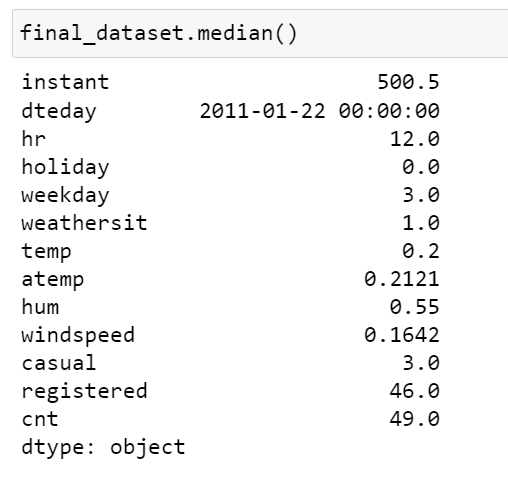 final_dataset.median()
instant 500.5
dteday 2011-01-22 00:00:00
hr 12.0
holiday 0.0
weekday 3.0
weathersit 1.0
temp 0.2
atemp 0.2121
hum 0.55
windspeed 0.1642
casual 3.0
registered 46.0
cnt 49.0
dtype: object